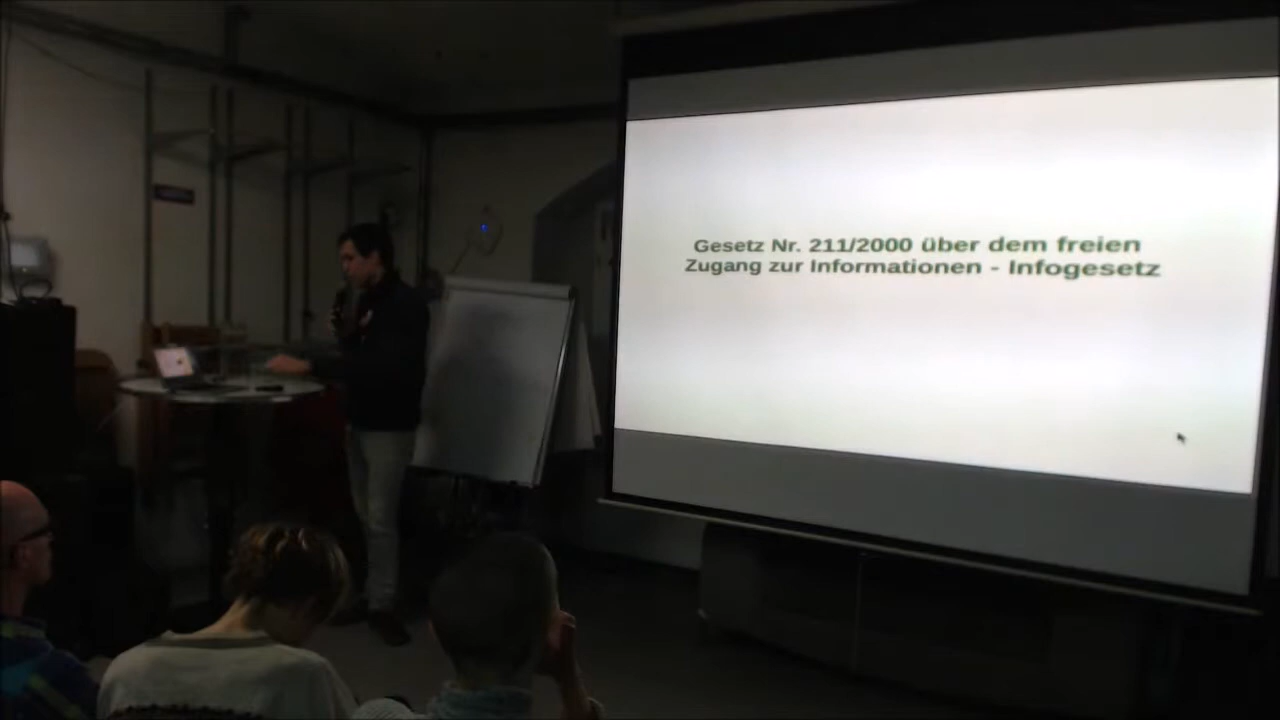 Gesetz Nr. 211/2000 über dem freien
Zugang zur Informationen - Infogesetz